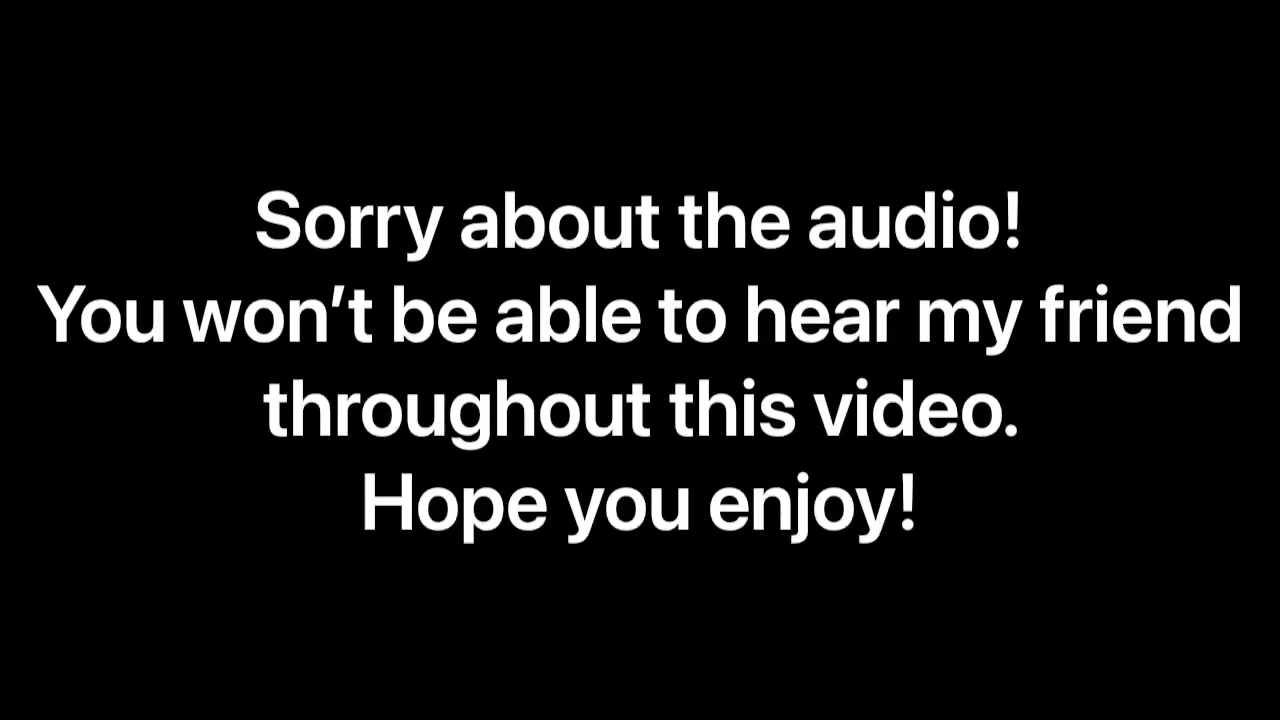 Sorry about the audio!
You won’t be able to hear my friend
throughout this video.
Hope you enjoy!